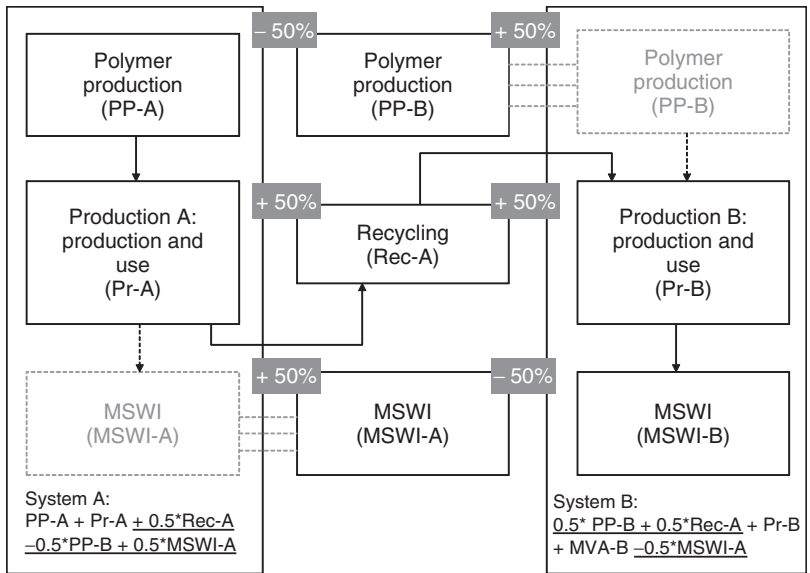 – 50%
+ 50%
Polymer
production
(PP-A)
Polymer
production
(PP-B)
Polymer
production
(PP-B)
+ 50%
+ 50%
Production A:
production and
use
(Pr-A)
Recycling
(Rec-A)
Production B:
production and
use
(Pr-B)
+ 50%
– 50%
MSWI
(MSWI-A)
MSWI
(MSWI-A)
MSWI
(MSWI-B)
System A:
PP-A + Pr-A + 0.5*Rec-A
–0.5*PP-B + 0.5*MSWI-A
System B:
0.5* PP-B + 0.5*Rec-A + Pr-B
+ MVA-B –0.5*MSWI-A